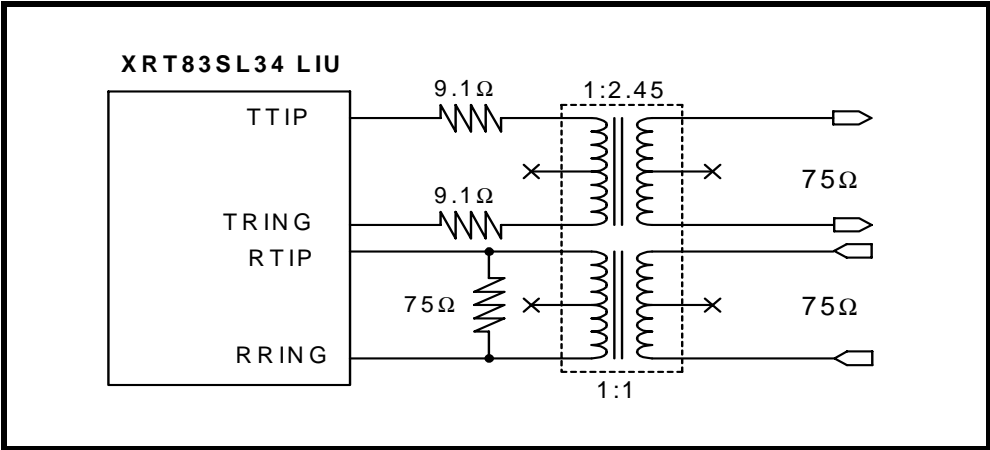 XRT83SL34 LIU
9.1Ω
1:2.45
TTIP
75Ω
9.1Ω
TRING
RTIP
75Ω
75Ω
RRING
1:1